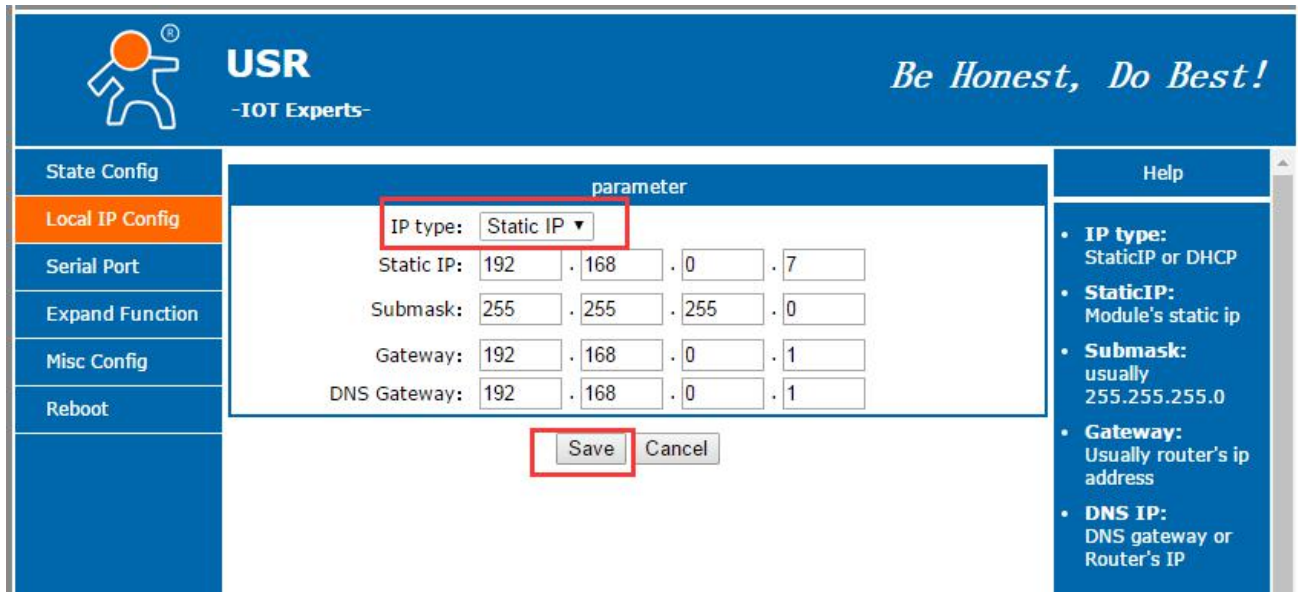 ®
USR
-IOT Experts-
Be Honest, Do Best!
State Config
Local IP Config
Serial Port
Expand Function
Misc Config
Reboot
parameter
IP type: Static IP
Static IP: 192 . 168 . 0 . 7
Submask: 255 . 255 . 255 . 0
Gateway: 192 . 168 . 0 . 1
DNS Gateway: 192 . 168 . 0 . 1
Save Cancel
Help
• IP type:
StaticIP or DHCP
• StaticIP:
Module's static ip
• Submask:
usually
255.255.255.0
• Gateway:
Usually router's ip
address
• DNS IP:
DNS gateway or
Router's IP